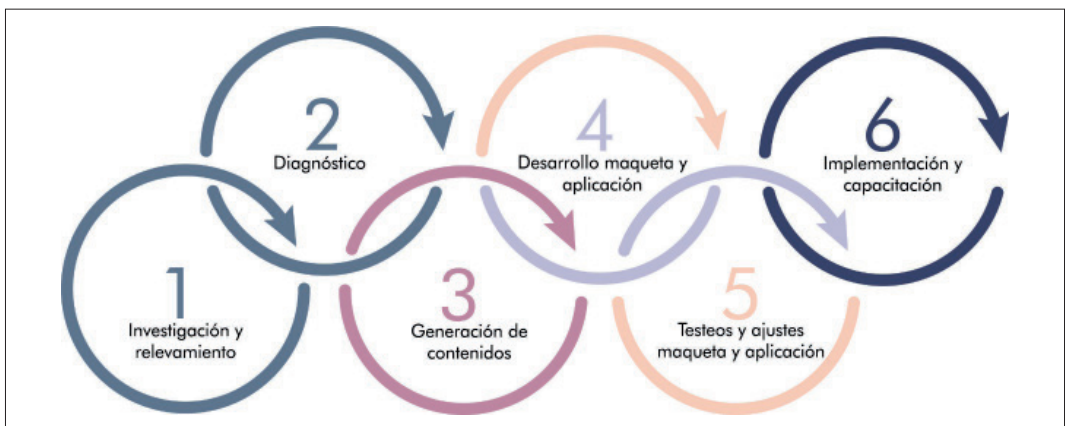 1
Investigación y
relevamiento
2
Diagnóstico
3
Generación de
contenidos
4
Desarrollo maqueta y
aplicación
5
Testeos y ajustes
maqueta y aplicación
6
Implementación y
capacitación